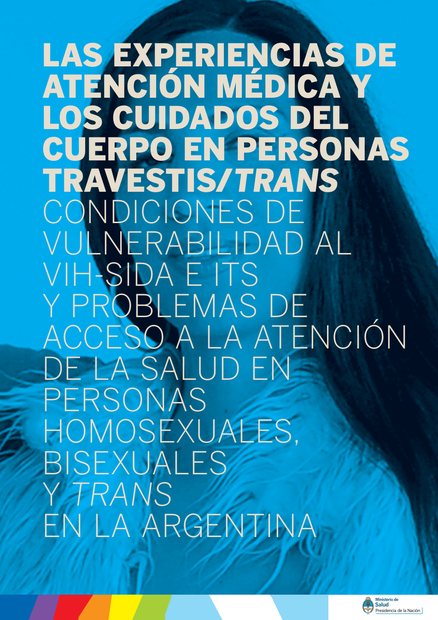 LAS EXPERIENCIAS DE
ATENCIÓN MÉDICA Y
LOS CUIDADOS DEL
CUERPO EN PERSONAS
TRAVESTIS/TRANS
CONDICIONES DE
VULNERABILIDAD AL
VIH-SIDA E ITS
Y PROBLEMAS DE
ACCESO A LA ATENCIÓN
DE LA SALUD EN
PERSONAS
HOMOSEXUALES,
BISEXUALES
Y TRANS
EN LA ARGENTINA
Ministerio de
Salud
Presidencia de la Nación